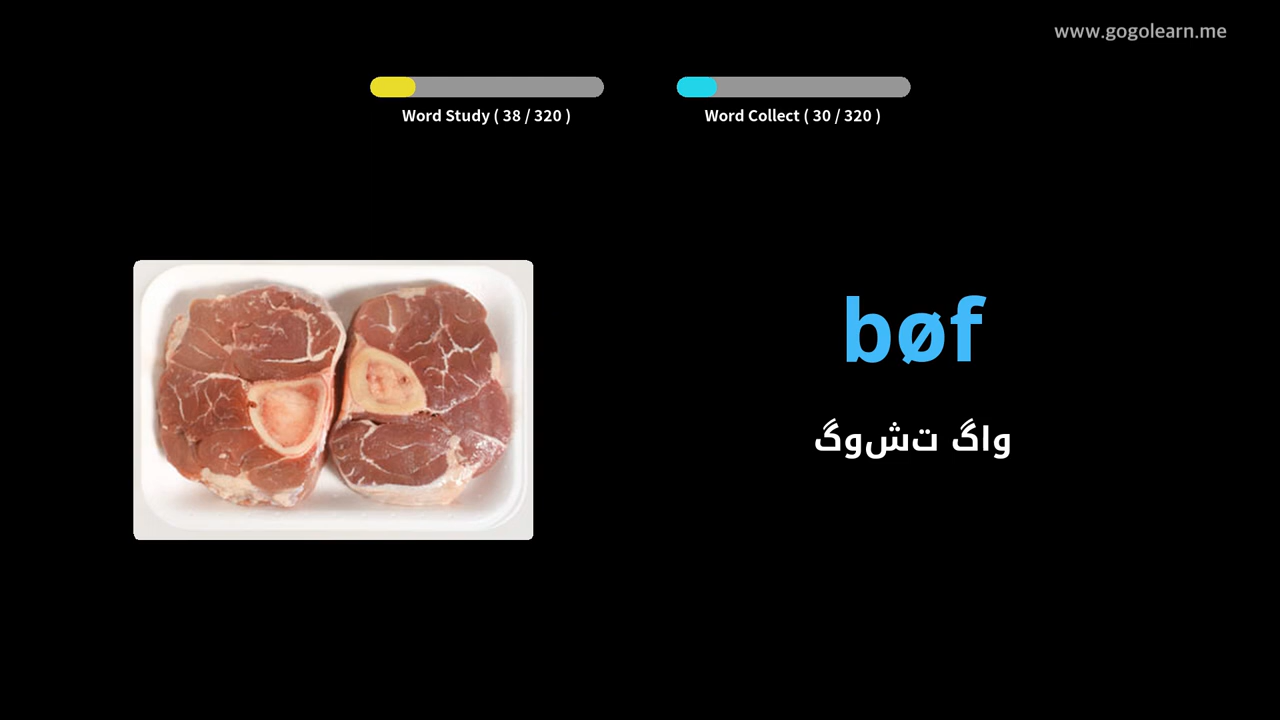 www.gogolearn.me
Word Study ( 38 / 320 )
Word Collect ( 30 / 320 )
bøf
واگ تشوگ